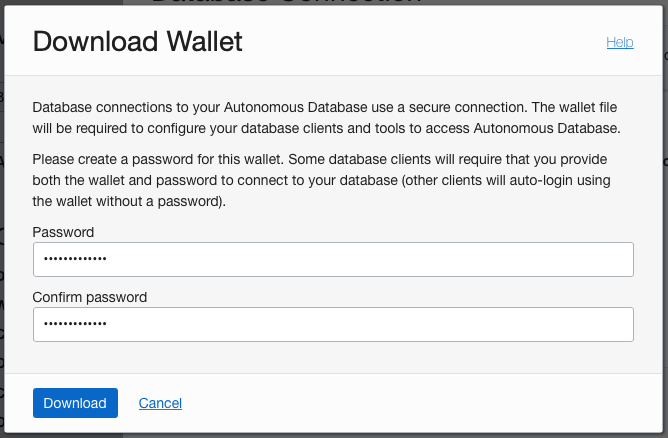 Download Wallet
Help
Database connections to your Autonomous Database use a secure connection. The wallet file
will be required to configure your database clients and tools to access Autonomous Database.
Please create a password for this wallet. Some database clients will require that you provide
both the wallet and password to connect to your database (other clients will auto-login using
the wallet without a password).
Password
•••••••••••••
Confirm password
•••••••••••••
Download
Cancel